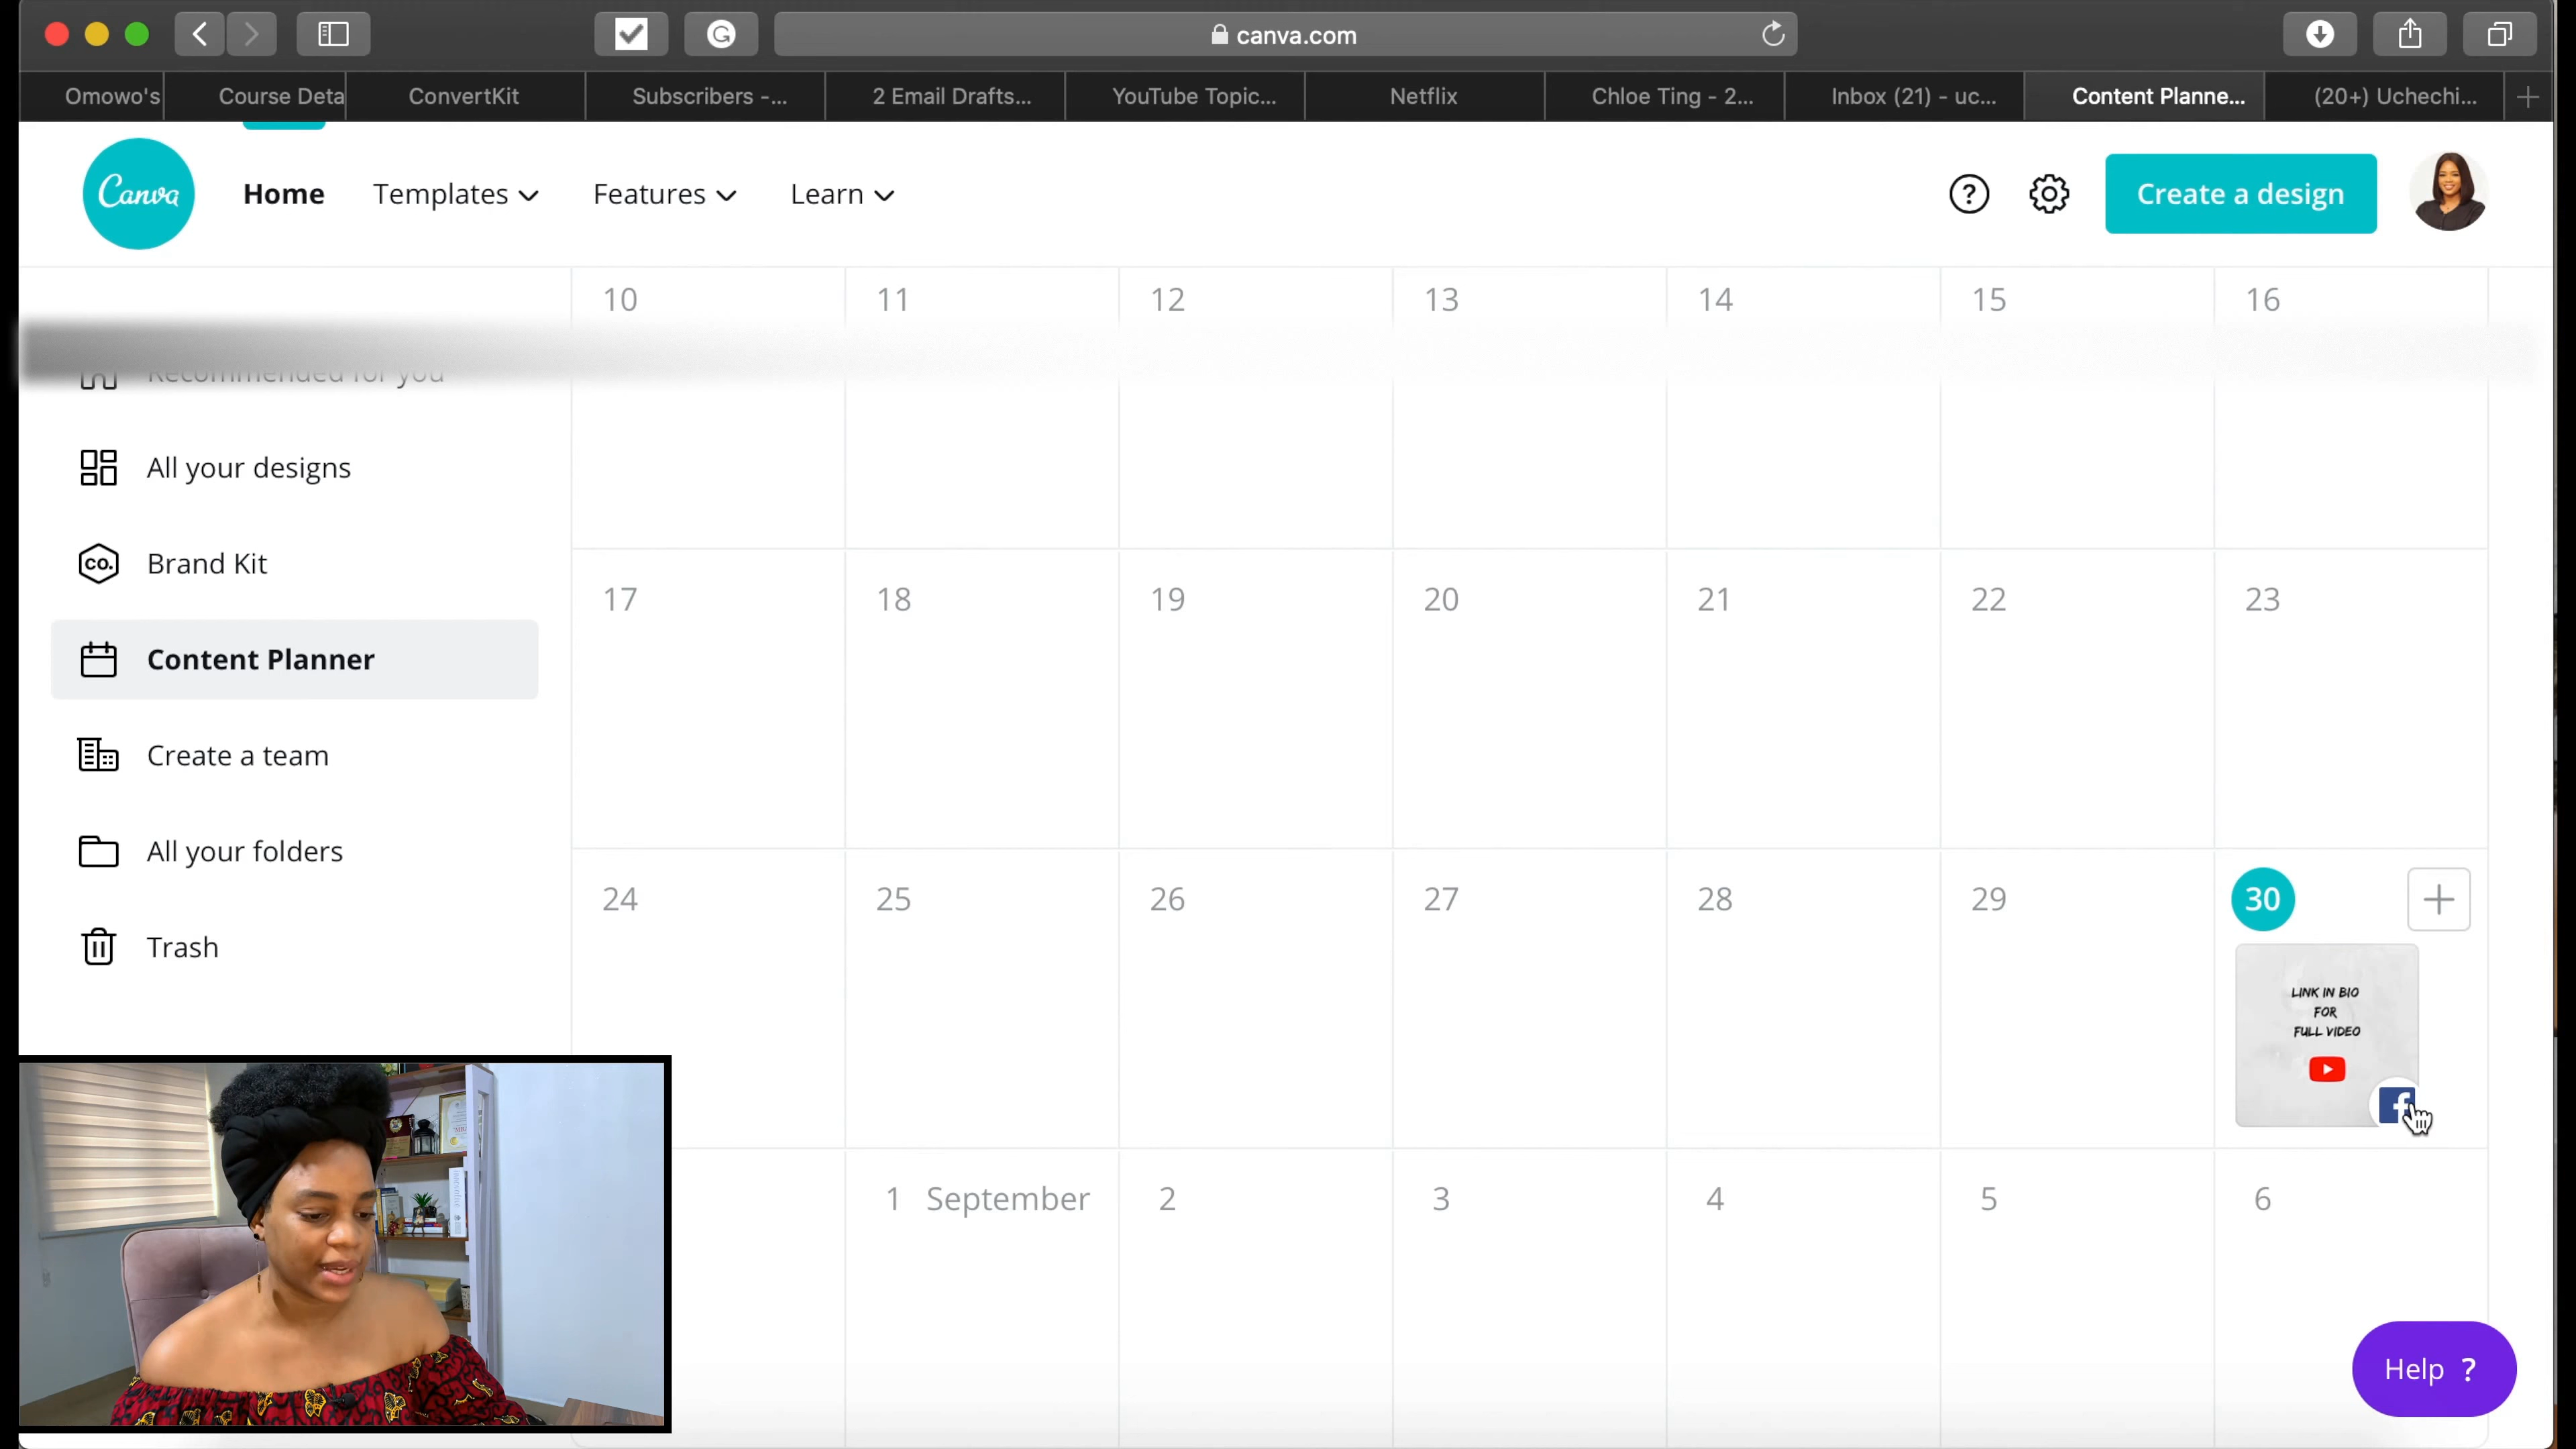 canva.com
Omowo's
Course Deta
ConvertKit
Subscribers -...
2 Email Drafts...
YouTube Topic...
Netflix
Chloe Ting - 2...
Inbox (21) - uc...
Content Planne...
(20+) Uchechi...
Canva
Home
Templates
Features
Learn
?
Create a design
10
11
12
13
14
15
16
Recommended for you
All your designs
CO.
Brand Kit
Content Planner
Create a team
All your folders
Trash
17
18
19
20
21
22
23
24
25
26
27
28
29
30
LINK IN BIO
FOR
FULL VIDEO
1 September
2
3
4
5
6
Help ?